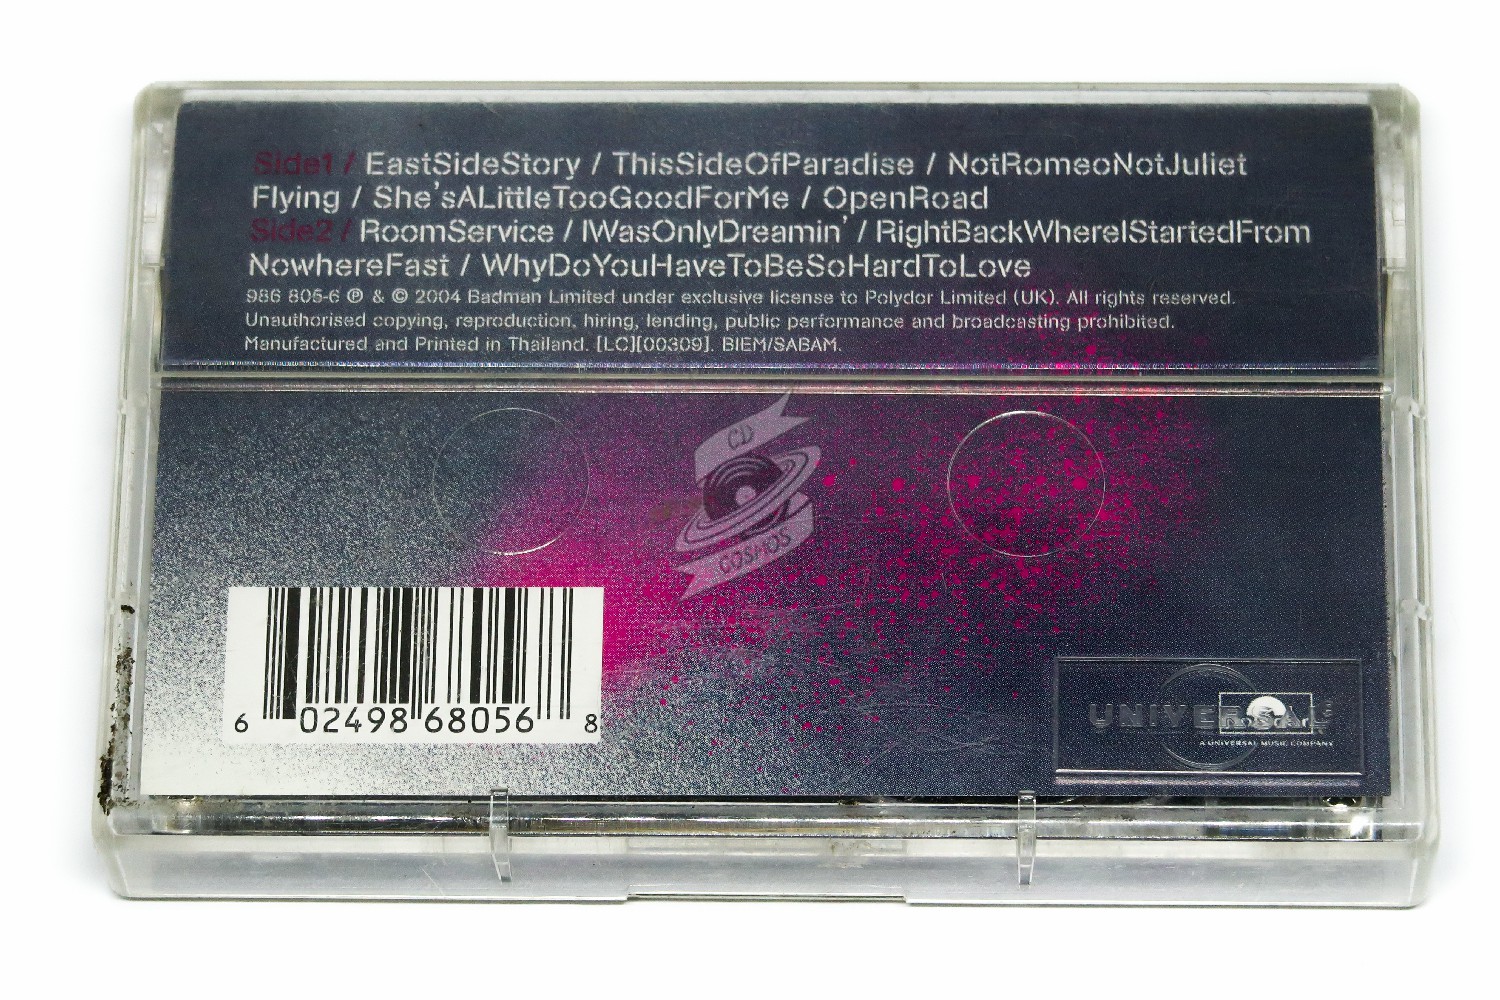 Side1 / EastSideStory / ThisSideOfParadise / NotRomeoNotJuliet
Flying / She'sALittleTooGoodForMe / OpenRoad
Side2 / RoomService / IWasOnlyDreamin' / RightBackWhereIStartedFrom
NowhereFast / WhyDoYouHaveToBeSoHardToLove
986 805-6 ℗ & © 2004 Badman Limited under exclusive license to Polydor Limited (UK). All rights reserved.
Unauthorised copying, reproduction, hiring, lending, public performance and broadcasting prohibited.
Manufactured and Printed in Thailand. [LC][00309]. BIEM/SABAM.
CD
COSMOS
6 02498 68056 8
UNIVERSAL
A UNIVERSAL MUSIC COMPANY